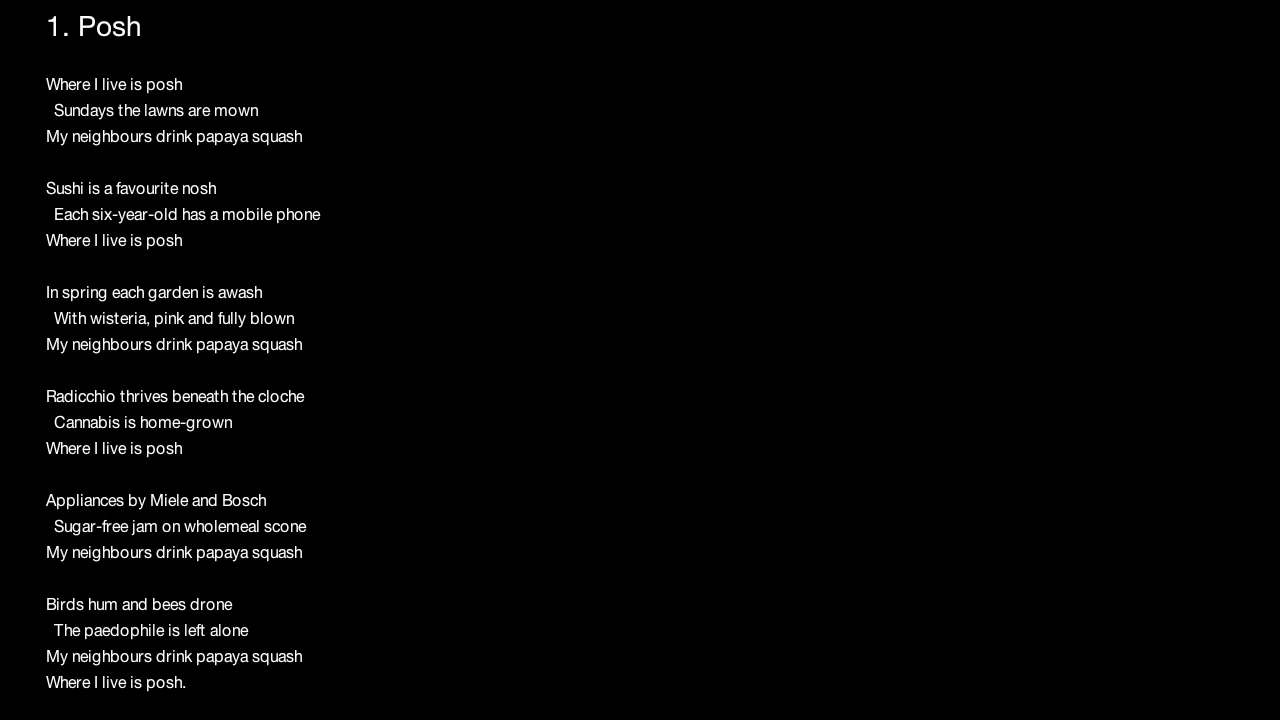 1. Posh
Where I live is posh
Sundays the lawns are mown
My neighbours drink papaya squash
Sushi is a favourite nosh
Each six-year-old has a mobile phone
Where I live is posh
In spring each garden is awash
With wisteria, pink and fully blown
My neighbours drink papaya squash
Radicchio thrives beneath the cloche
Cannabis is home-grown
Where I live is posh
Appliances by Miele and Bosch
Sugar-free jam on wholemeal scone
My neighbours drink papaya squash
Birds hum and bees drone
The paedophile is left alone
My neighbours drink papaya squash
Where I live is posh.